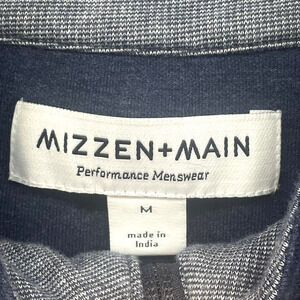 MIZZEN+MAIN
Performance Menswear
M
made in
India